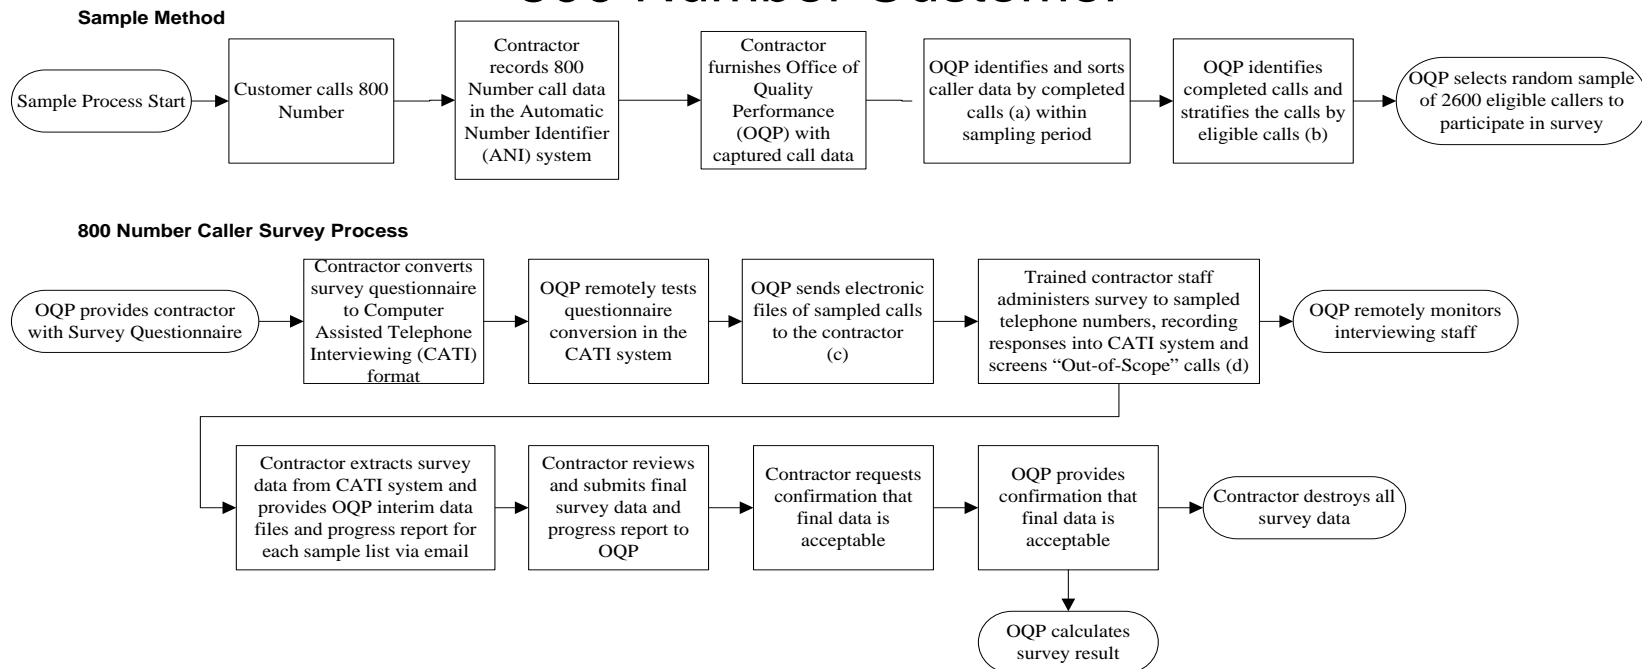 800 Number Customer
Sample Method
Sample Process Start
Customer calls 800
Number
Contractor
records 800
Number call data
in the Automatic
Number Identifier
(ANI) system
Contractor
furnishes Office of
Quality
Performance
(OQP) with
captured call data
OQP identifies and sorts
caller data by completed
calls (a) within
sampling period
OQP identifies
completed calls and
stratifies the calls by
eligible calls (b)
OQP selects random sample
of 2600 eligible callers to
participate in survey
800 Number Caller Survey Process
OQP provides contractor
with Survey Questionnaire
Contractor converts
survey questionnaire
to Computer
Assisted Telephone
Interviewing (CATI)
format
OQP remotely tests
questionnaire
conversion in the
CATI system
OQP sends electronic
files of sampled calls
to the contractor
(c)
Trained contractor staff
administers survey to sampled
telephone numbers, recording
responses into CATI system and
screens “Out-of-Scope” calls (d)
OQP remotely monitors
interviewing staff
Contractor extracts survey
data from CATI system and
provides OQP interim data
files and progress report for
each sample list via email
Contractor reviews
and submits final
survey data and
progress report to
OQP
Contractor requests
confirmation that
final data is
acceptable
OQP provides
confirmation that
final data is
acceptable
Contractor destroys all
survey data
OQP calculates
survey result